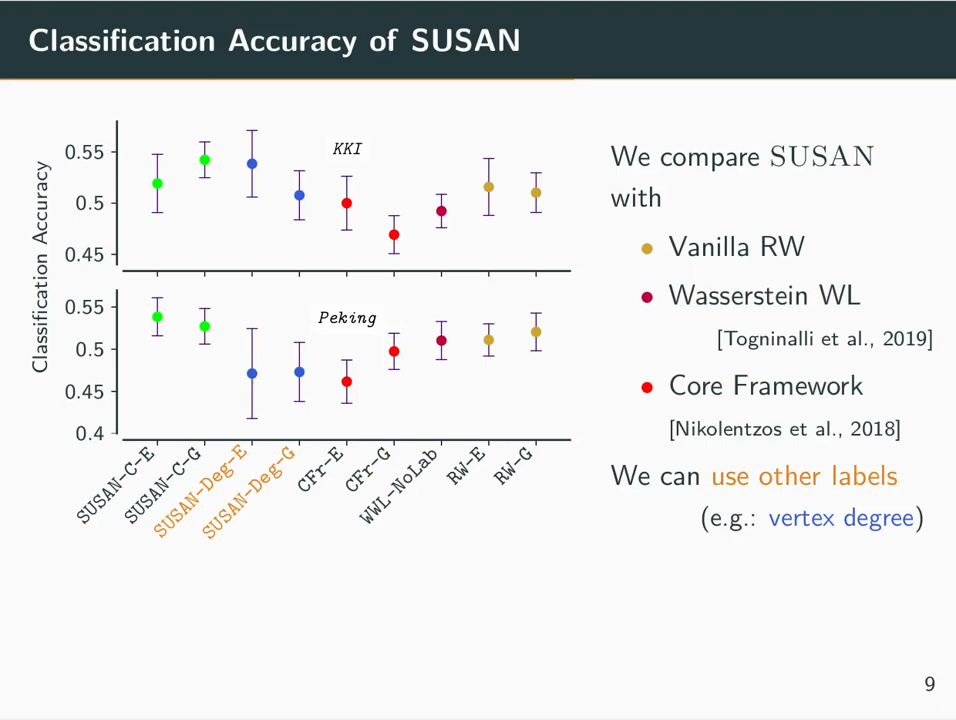 Classification Accuracy of SUSAN
Classification Accuracy
0.55
0.5
0.45
KKI
Classification Accuracy
0.55
0.5
0.45
0.4
Peking
SUSAN-C-E
SUSAN-C-G
SUSAN-Deg-E
SUSAN-Deg-G
CFr-E
CFr-G
WWL-NoLab
RW-E
RW-G
We compare SUSAN
with
Vanilla RW
Wasserstein WL
[Togninalli et al., 2019]
Core Framework
[Nikolentzos et al., 2018]
We can use other labels
(e.g.: vertex degree)
9